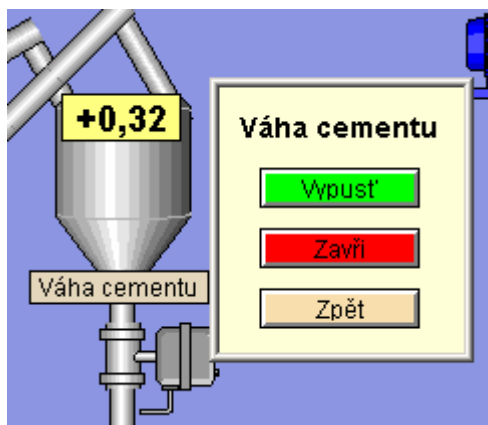 +0,32
Váha cementu
Váha cementu
Vypusť
Zavři
Zpět